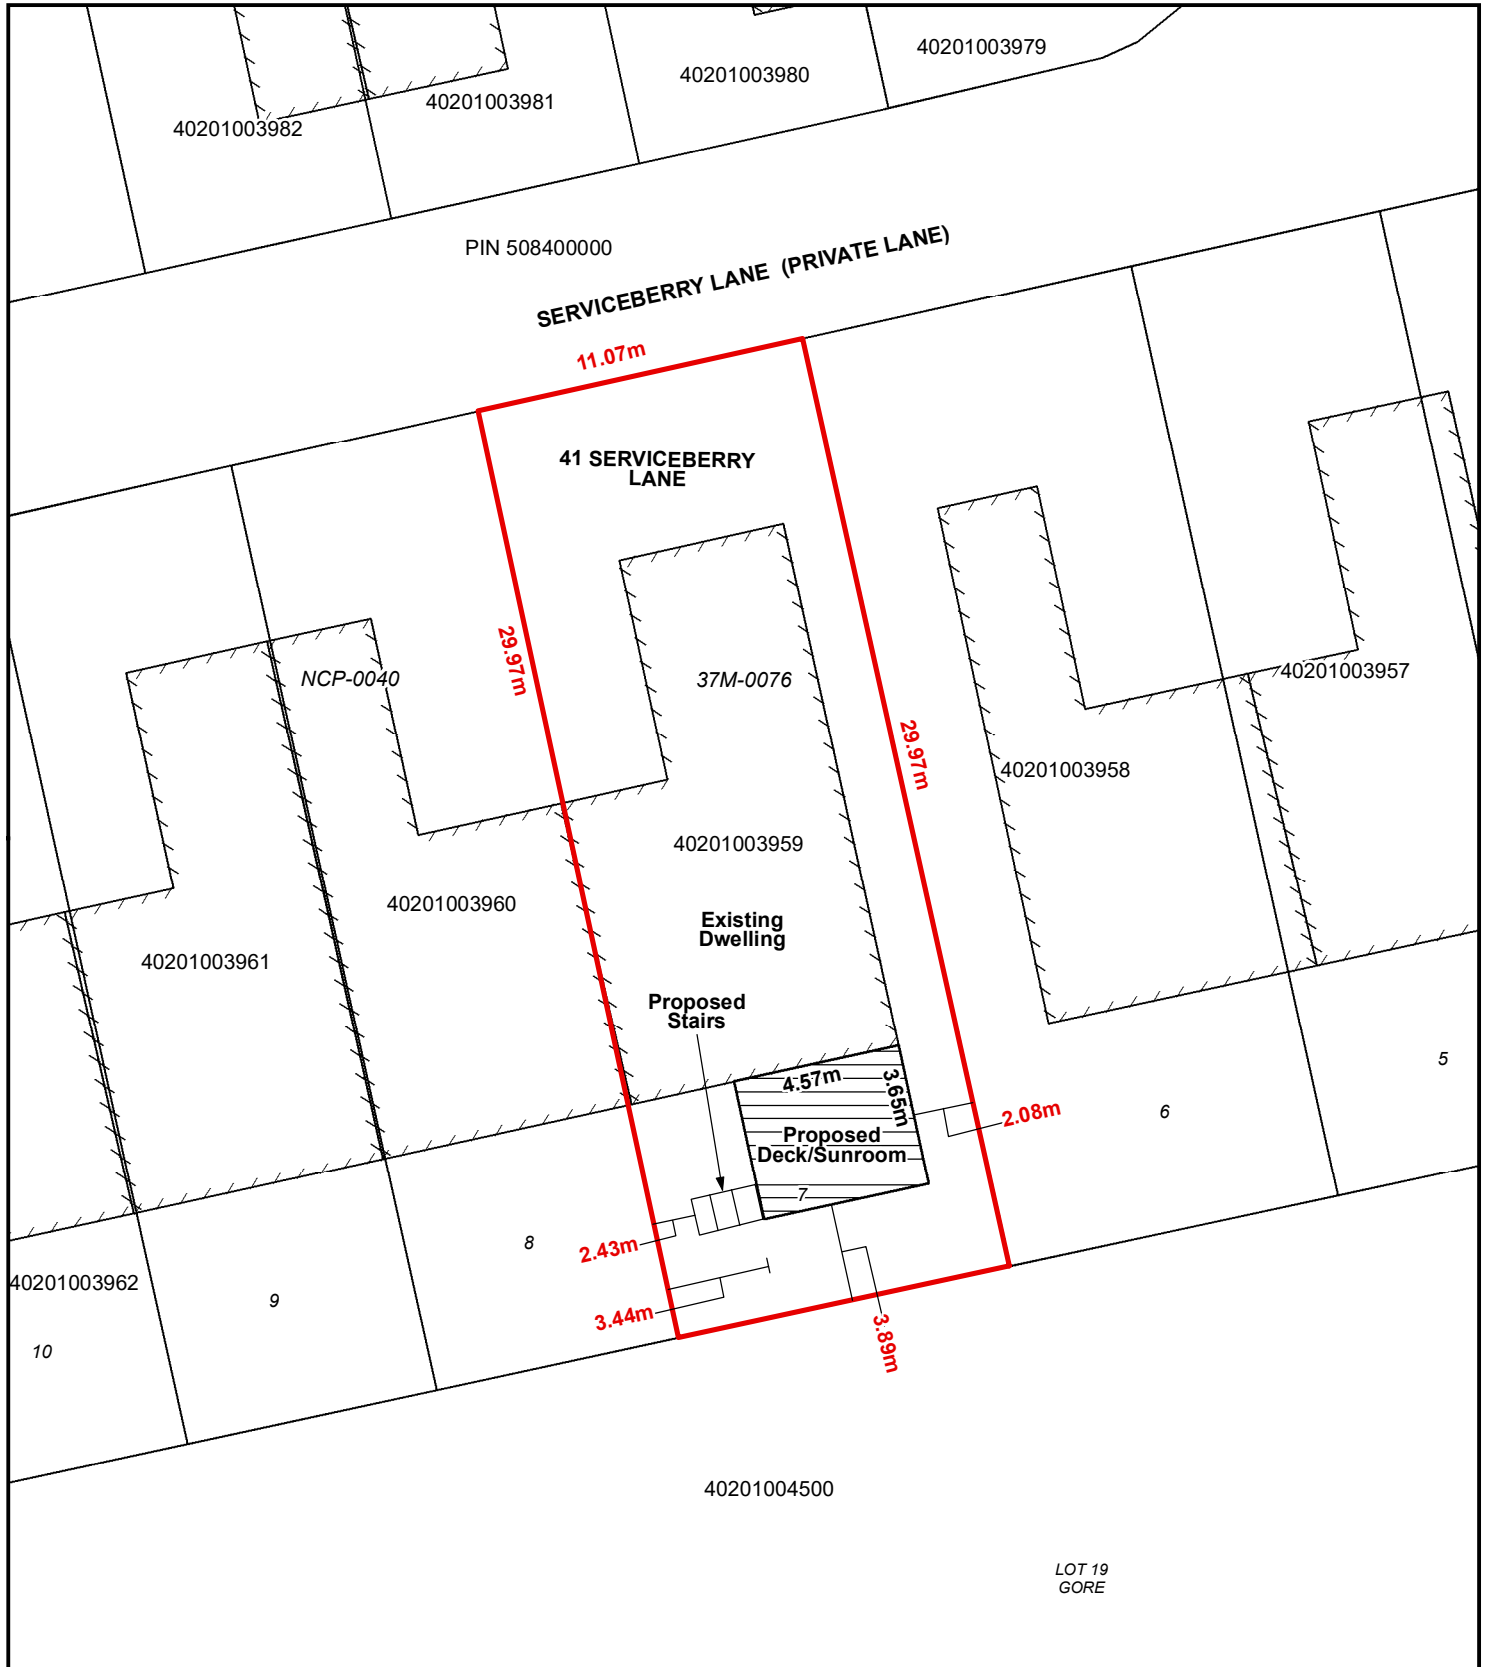 40201003979
40201003980
40201003981
40201003982
PIN 508400000
SERVICEBERRY LANE (PRIVATE LANE)
11.07m
41 SERVICEBERRY
LANE
29.97m
NCP-0040
37M-0076
40201003957
29.97m
40201003958
40201003959
40201003960
Existing
Dwelling
40201003961
Proposed
Stairs
4.57m
3.65m
5
2.08m
6
Proposed
Deck/Sunroom
7
8
2.43m
40201003962
9
3.44m
3.89m
10
40201004500
LOT 19
GORE